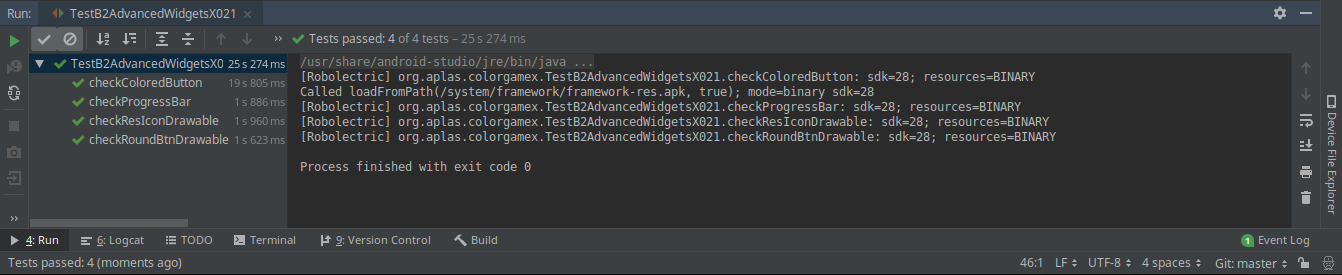 Run: TestB2AdvancedWidgetsX021
Tests passed: 4 of 4 tests – 25 s 274 ms
TestB2AdvancedWidgetsX0 25 s 274 ms
checkColoredButton 19 s 805 ms
checkProgressBar 1 s 886 ms
checkResIconDrawable 1 s 960 ms
checkRoundBtnDrawable 1 s 623 ms
/usr/share/android-studio/jre/bin/java ...
[Robolectric] org.aplas.colorgamex.TestB2AdvancedWidgetsX021.checkColoredButton: sdk=28; resources=BINARY
Called loadFromPath(/system/framework/framework-res.apk, true); mode=binary sdk=28
[Robolectric] org.aplas.colorgamex.TestB2AdvancedWidgetsX021.checkProgressBar: sdk=28; resources=BINARY
[Robolectric] org.aplas.colorgamex.TestB2AdvancedWidgetsX021.checkResIconDrawable: sdk=28; resources=BINARY
[Robolectric] org.aplas.colorgamex.TestB2AdvancedWidgetsX021.checkRoundBtnDrawable: sdk=28; resources=BINARY
Process finished with exit code 0
Device File Explorer
4: Run 6: Logcat TODO Terminal 9: Version Control Build 1 Event Log
Tests passed: 4 (moments ago) 46:1 LF UTF-8 4 spaces Git: master